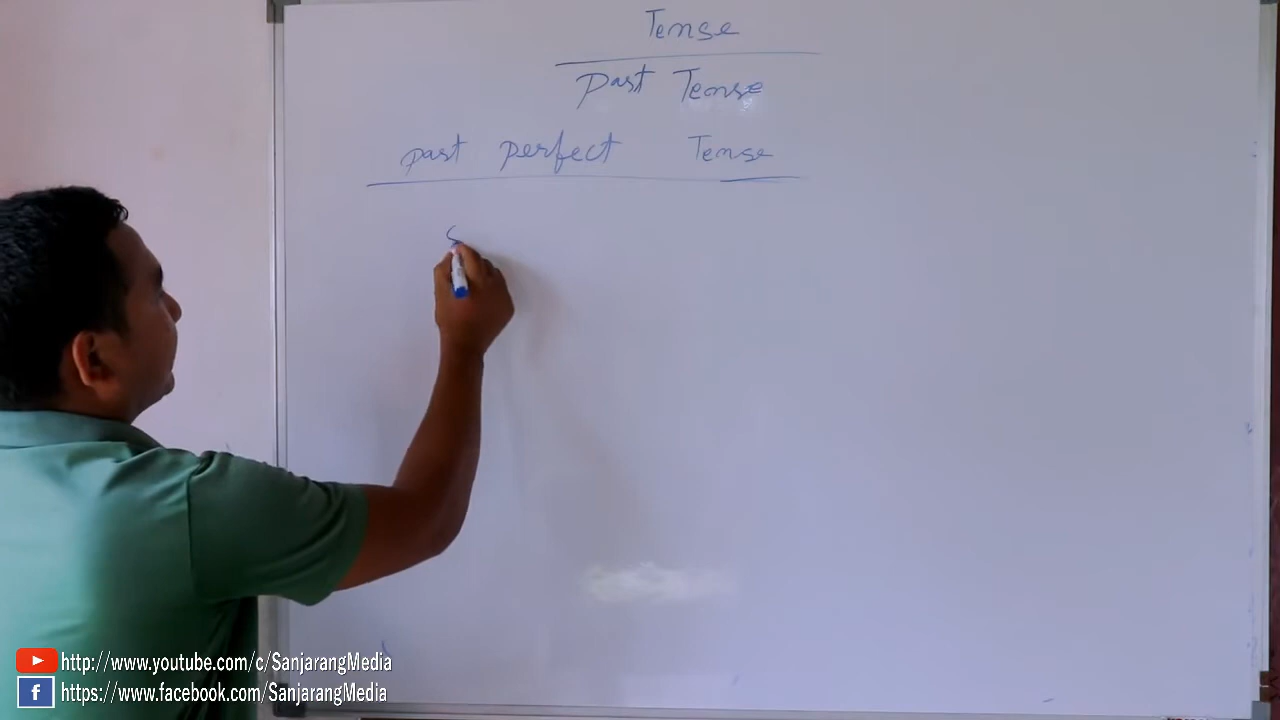 Tense
Past Tense
past perfect Tense
http://www.youtube.com/c/SanjarangMedia
https://www.facebook.com/SanjarangMedia